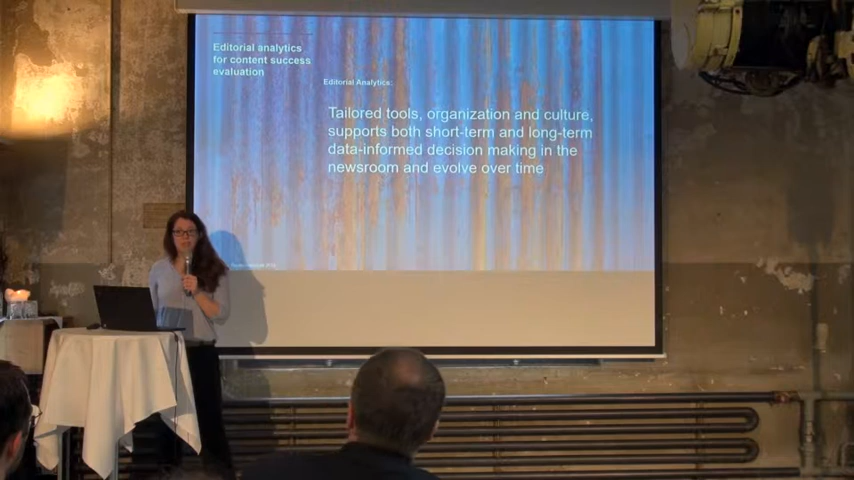 Editorial analytics
for content success
evaluation
Editorial Analytics:
Tailored tools, organization and culture,
supports both short-term and long-term
data-informed decision making in the
newsroom and evolve over time